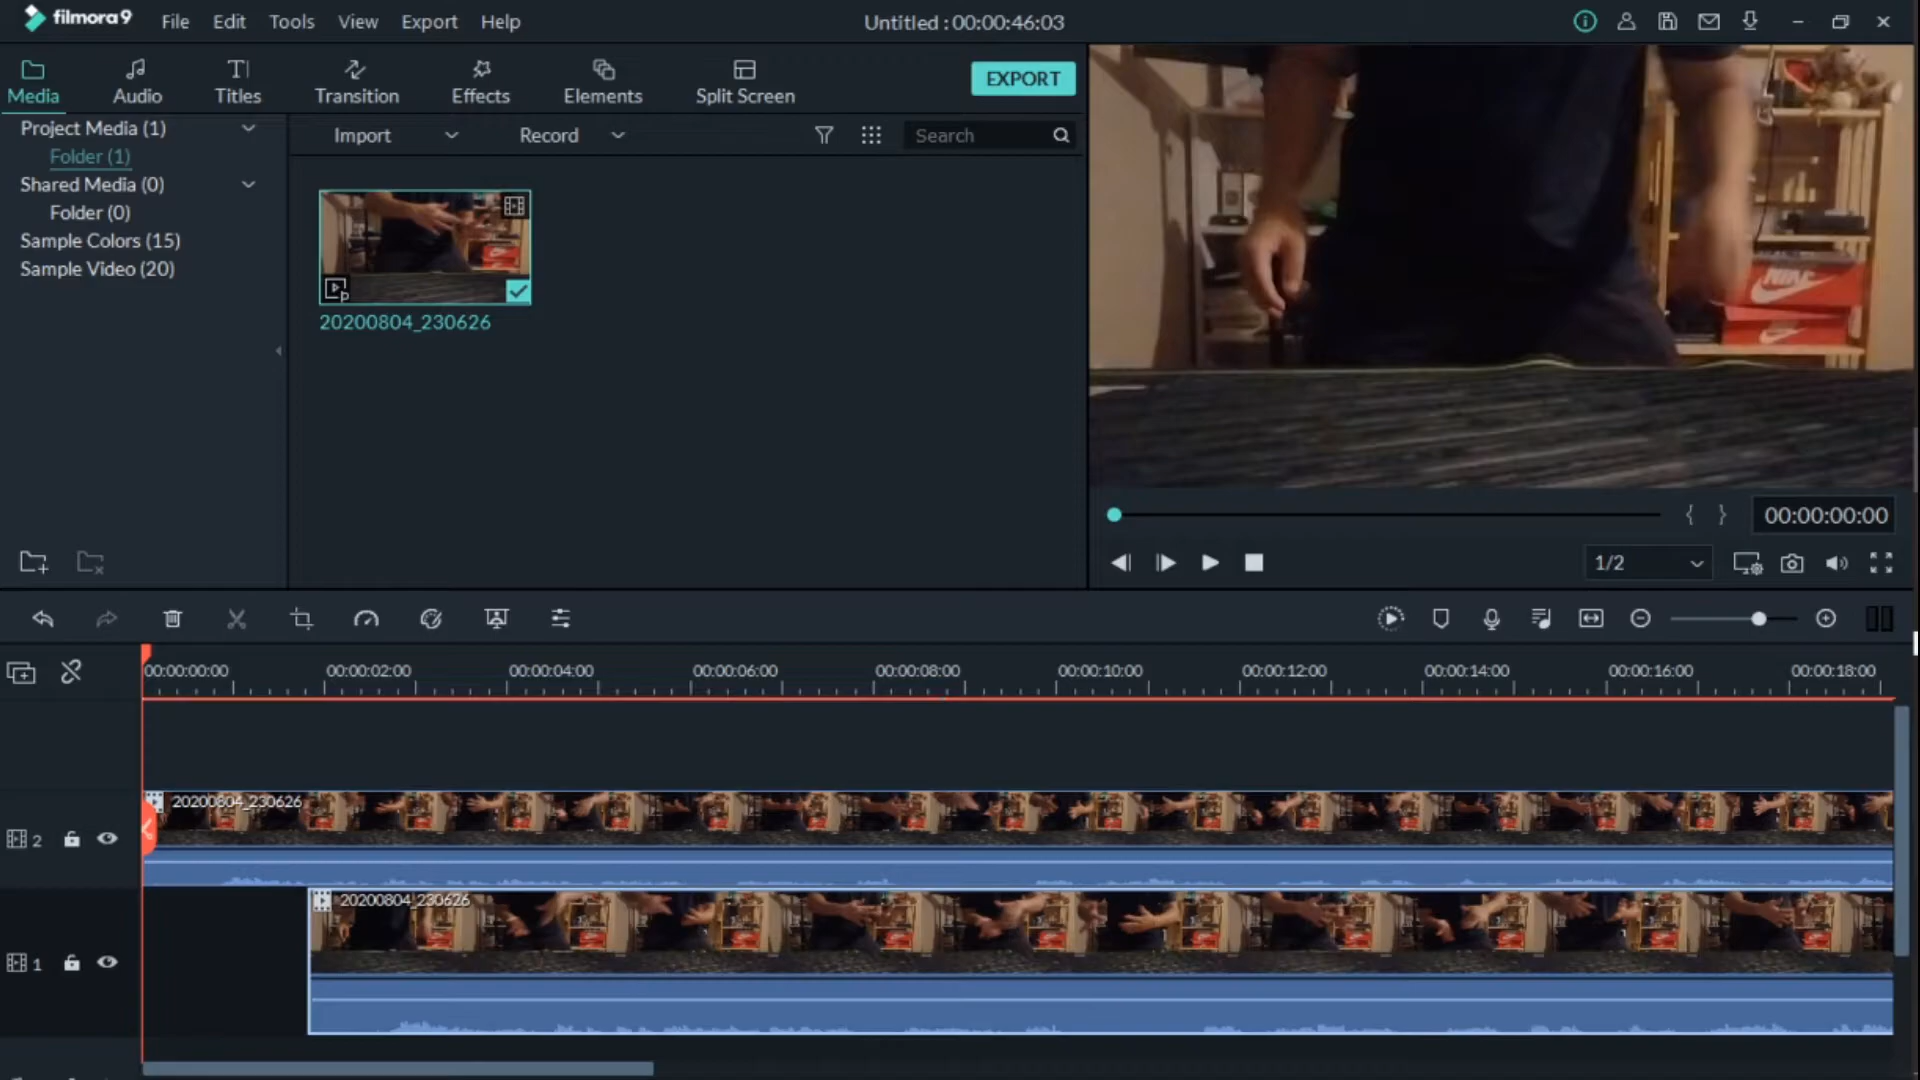 filmora9 File Edit Tools View Export Help Untitled : 00:00:46:03
Media Audio Titles Transition Effects Elements Split Screen EXPORT
Project Media (1)
Folder (1)
Shared Media (0)
Folder (0)
Sample Colors (15)
Sample Video (20)
Import Record Search
20200804_230626
NIKE
00:00:00:00
1/2
00:00:00:00 00:00:02:00 00:00:04:00 00:00:06:00 00:00:08:00 00:00:10:00 00:00:12:00 00:00:14:00 00:00:16:00 00:00:18:00
20200804_230626
2
20200804_230626
1